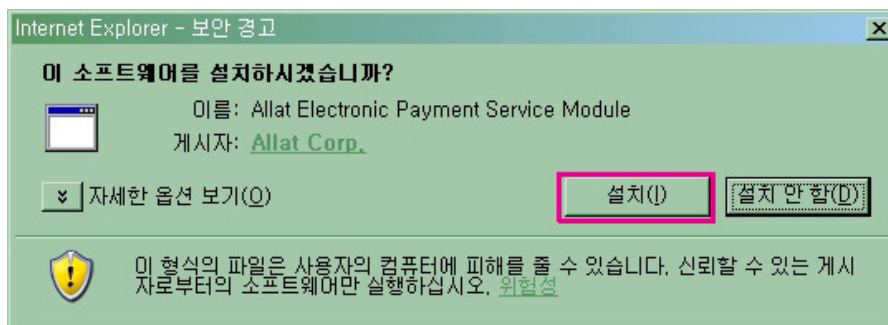 Internet Explorer - 보안 경고
이 소프트웨어를 설치하시겠습니까?
이름: Allat Electronic Payment Service Module
게시자: Allat Corp.
자세한 옵션 보기(O)
설치(I)
설치 안 함(D)
이 형식의 파일은 사용자의 컴퓨터에 피해를 줄 수 있습니다. 신뢰할 수 있는 게시
자로부터의 소프트웨어만 실행하십시오. 위험성